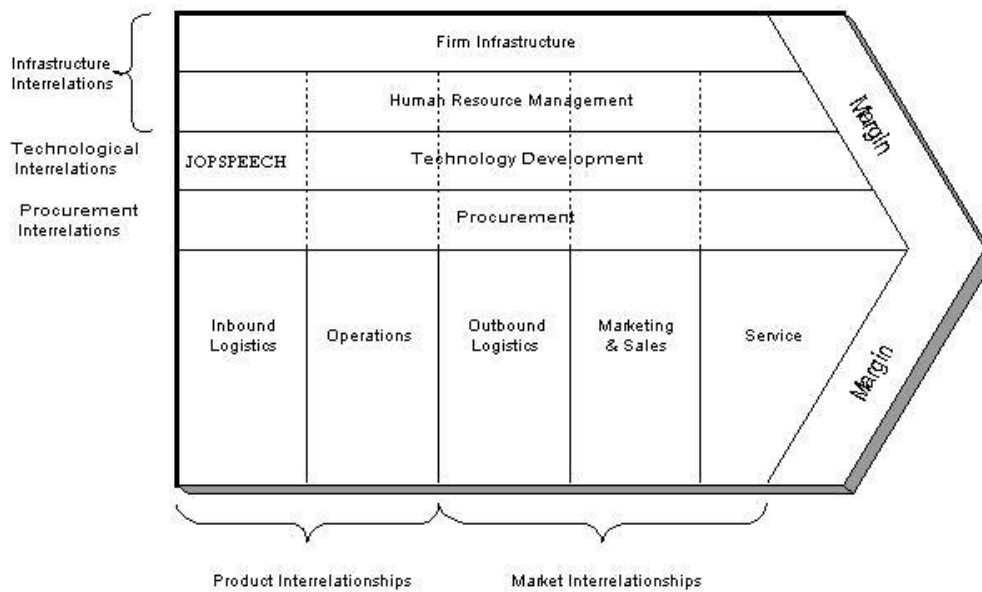 Firm Infrastructure
Infrastructure
Interrelations
Human Resource Management
Margin
Technological
Interrelations
JOPSPEECH
Technology Development
Procurement
Interrelations
Procurement
Inbound
Logistics
Operations
Outbound
Logistics
Marketing
& Sales
Service
Margin
Product Interrelationships
Market Interrelationships